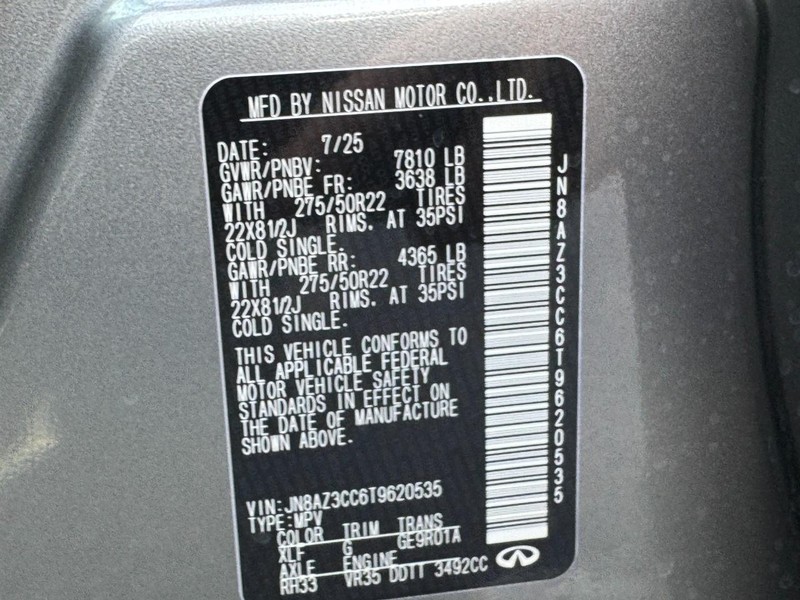 MFD BY NISSAN MOTOR CO.,LTD.
DATE: 7/25
GVWR/PNBV: 7810 LB
GAWR/PNBE FR: 3638 LB
WITH 275/50R22 TIRES
22X81/2J RIMS. AT 35PSI
COLD SINGLE.
GAWR/PNBE RR: 4365 LB
WITH 275/50R22 TIRES
22X81/2J RIMS. AT 35PSI
COLD SINGLE.
THIS VEHICLE CONFORMS TO
ALL APPLICABLE FEDERAL
MOTOR VEHICLE SAFETY
STANDARDS IN EFFECT ON
THE DATE OF MANUFACTURE
SHOWN ABOVE.
VIN:JN8AZ3CC6T9620535
TYPE:MPV
COLOR TRIM TRANS
XLF G GE9R01A
AXLE ENGINE
RH33 VR35 DDTT 3492CC
JN8AZ3CC6T9620535